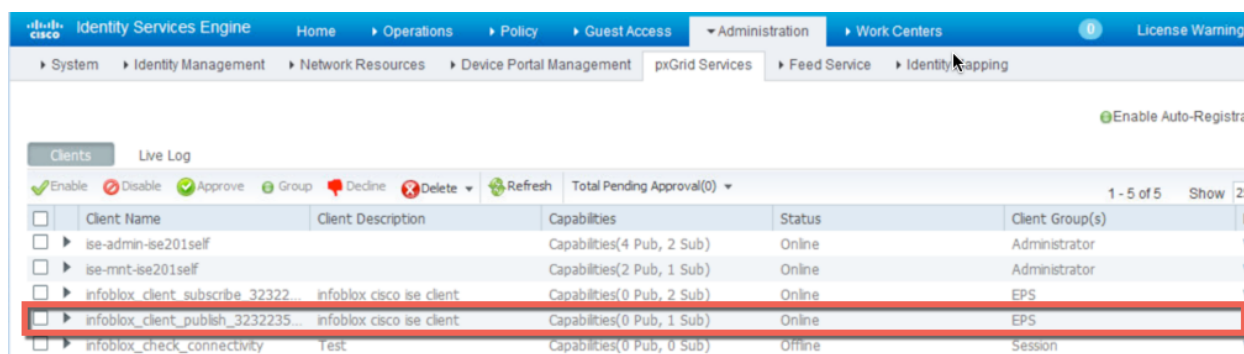 cisco Identity Services Engine Home Operations Policy Guest Access Administration Work Centers 0 License Warning
System Identity Management Network Resources Device Portal Management pxGrid Services Feed Service Identity Mapping
Enable Auto-Registra
Clients Live Log
Enable Disable Approve Group Decline Delete Refresh Total Pending Approval(0) 1 - 5 of 5 Show 2
Client Name Client Description Capabilities Status Client Group(s)
ise-admin-ise201self Capabilities(4 Pub, 2 Sub) Online Administrator
ise-mnt-ise201self Capabilities(2 Pub, 1 Sub) Online Administrator
infoblox_client_subscribe_32322... infoblox cisco ise client Capabilities(0 Pub, 2 Sub) Online EPS
infoblox_client_publish_3232235... infoblox cisco ise client Capabilities(0 Pub, 1 Sub) Online EPS
infoblox_check_connectivity Test Capabilities(0 Pub, 0 Sub) Offline Session